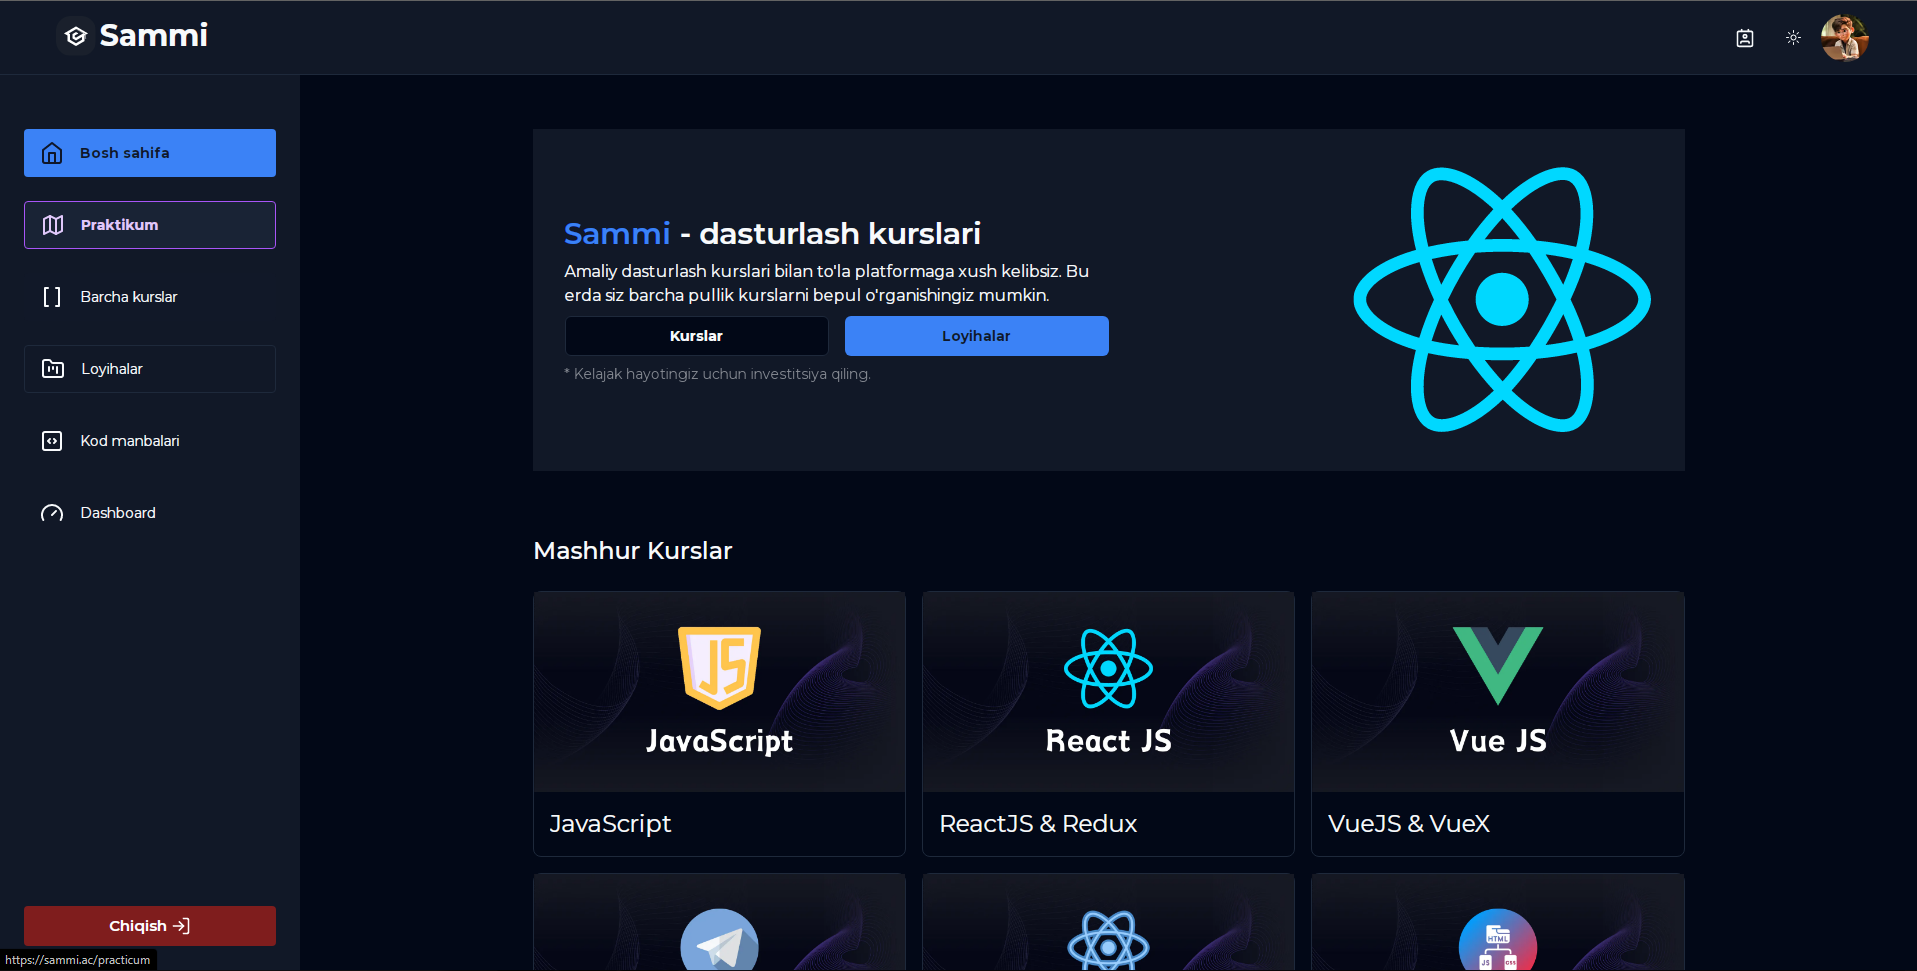 Sammi
Bosh sahifa
Praktikum
Barcha kurslar
Loyihalar
Kod manbalari
Dashboard
Chiqish
https://sammi.ac/practicum
Sammi - dasturlash kurslari
Amaliy dasturlash kurslari bilan to'la platformaga xush kelibsiz. Bu
erda siz barcha pullik kurslarni bepul o'rganishingiz mumkin.
Kurslar
Loyihalar
* Kelajak hayotingiz uchun investitsiya qiling.
Mashhur Kurslar
JS
JavaScript
JavaScript
React JS
ReactJS & Redux
Vue JS
VueJS & VueX
HTML
JS
CSS